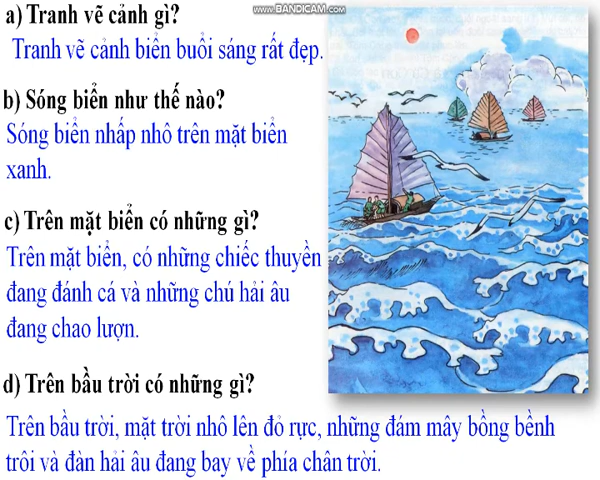 www.BANDICAM.com
a) Tranh vẽ cảnh gì?
Tranh vẽ cảnh biển buổi sáng rất đẹp.
b) Sóng biển như thế nào?
Sóng biển nhấp nhô trên mặt biển
xanh.
c) Trên mặt biển có những gì?
Trên mặt biển, có những chiếc thuyền
đang đánh cá và những chú hải âu
đang chao lượn.
d) Trên bầu trời có những gì?
Trên bầu trời, mặt trời nhô lên đỏ rực, những đám mây bồng bềnh
trôi và đàn hải âu đang bay về phía chân trời.